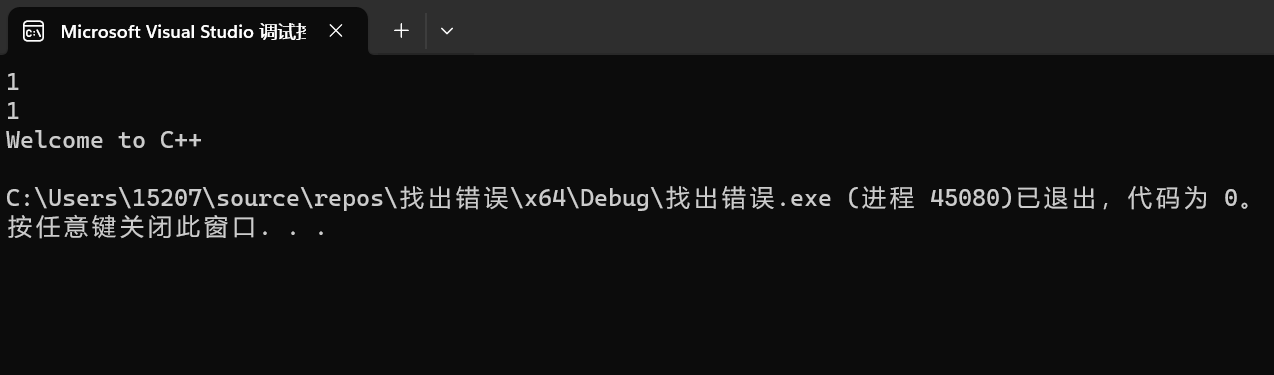 Microsoft Visual Studio 调试
1
1
Welcome to C++
C:\Users\15207\source\repos\找出错误\x64\Debug\找出错误.exe (进程 45080)已退出，代码为 0。
按任意键关闭此窗口. . .